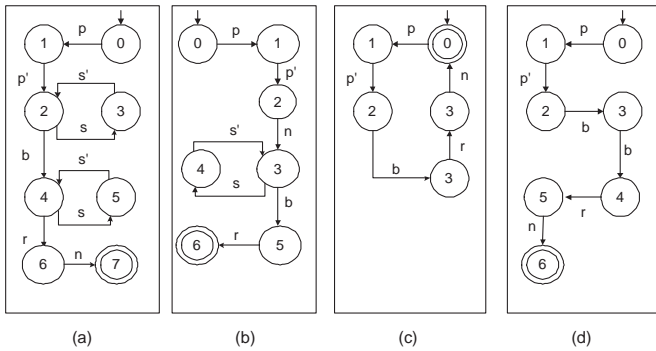 1 p 0
p'
s'
2 3
s
b
s'
4 5
s
r
6 n 7
(a)
0 p 1
p'
2
n
s'
4 3
s
b
6 r 5
(b)
1 p 0
p' n
2 3
r
b 3
(c)
1 p 0
p'
2 3
b
b
5 4
r
n
6
(d)